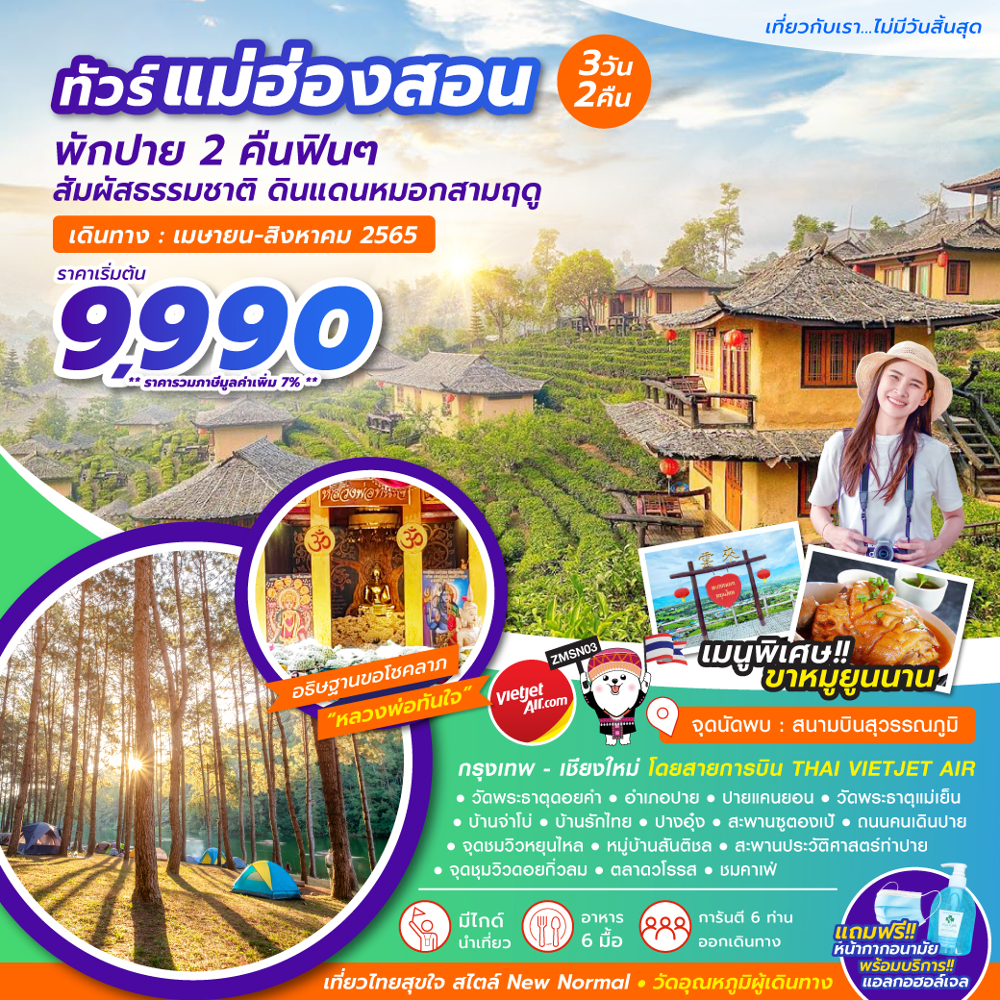 เที่ยวกับเรา...ไม่มีวันสิ้นสุด
ทัวร์แม่ฮ่องสอน
3วัน
2คืน
พักปาย 2 คืนฟินๆ
สัมผัสธรรมชาติ ดินแดนหมอกสามฤดู
เดินทาง : เมษายน-สิงหาคม 2565
ราคาเริ่มต้น
9,990
** ราคารวมภาษีมูลค่าเพิ่ม 7% **
หลวงพ่อทันใจ
อธิษฐานขอโชคลาภ
"หลวงพ่อทันใจ"
雲來
ZMSN03
Vietjet
Air.com
เมนูพิเศษ!!
ขาหมูยูนนาน
จุดนัดพบ : สนามบินสุวรรณภูมิ
กรุงเทพ - เชียงใหม่ โดยสายการบิน THAI VIETJET AIR
• วัดพระธาตุดอยคำ • อำเภอปาย • ปายแคนยอน • วัดพระธาตุแม่เย็น
• บ้านจ่าโบ่ • บ้านรักไทย • ปางอุ๋ง • สะพานซูตองเป้ • ถนนคนเดินปาย
• จุดชมวิวหยุนไหล • หมู่บ้านสันติชล • สะพานประวัติศาสตร์ท่าปาย
• จุดชุมวิวดอยกิ่วลม • ตลาดวโรรส • ชมคาเฟ่
มีไกด์
นำเที่ยว
อาหาร
6 มื้อ
การันตี 6 ท่าน
ออกเดินทาง
แถมฟรี!!
หน้ากากอนามัย
พร้อมบริการ!!
แอลกอฮอล์เจล
เที่ยวไทยสุขใจ สไตล์ New Normal • วัดอุณหภูมิผู้เดินทาง